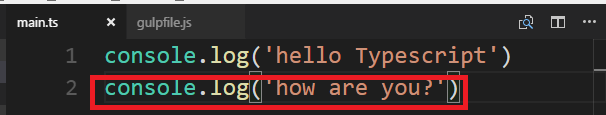 main.ts gulpfile.js
1 console.log('hello Typescript')
2 console.log('how are you?')